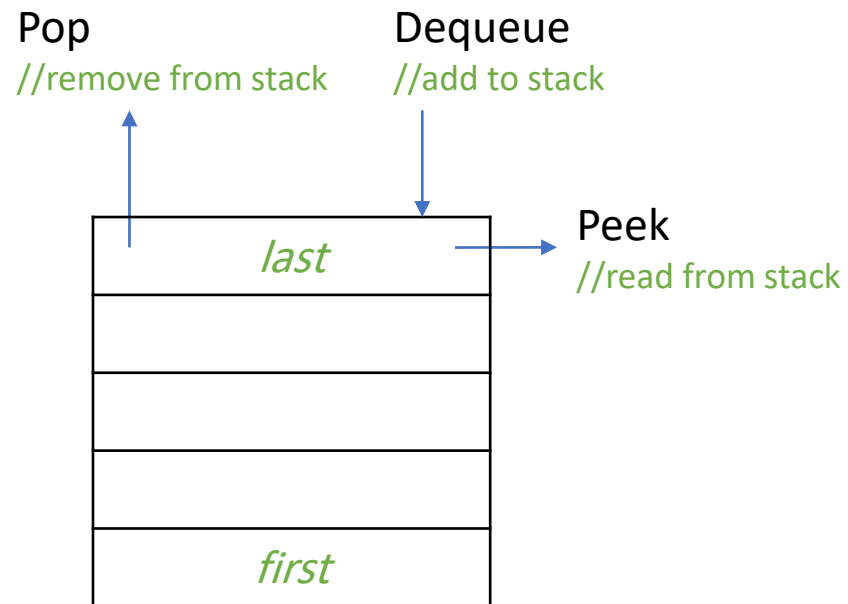 Pop
//remove from stack
Dequeue
//add to stack
last
Peek
//read from stack
first